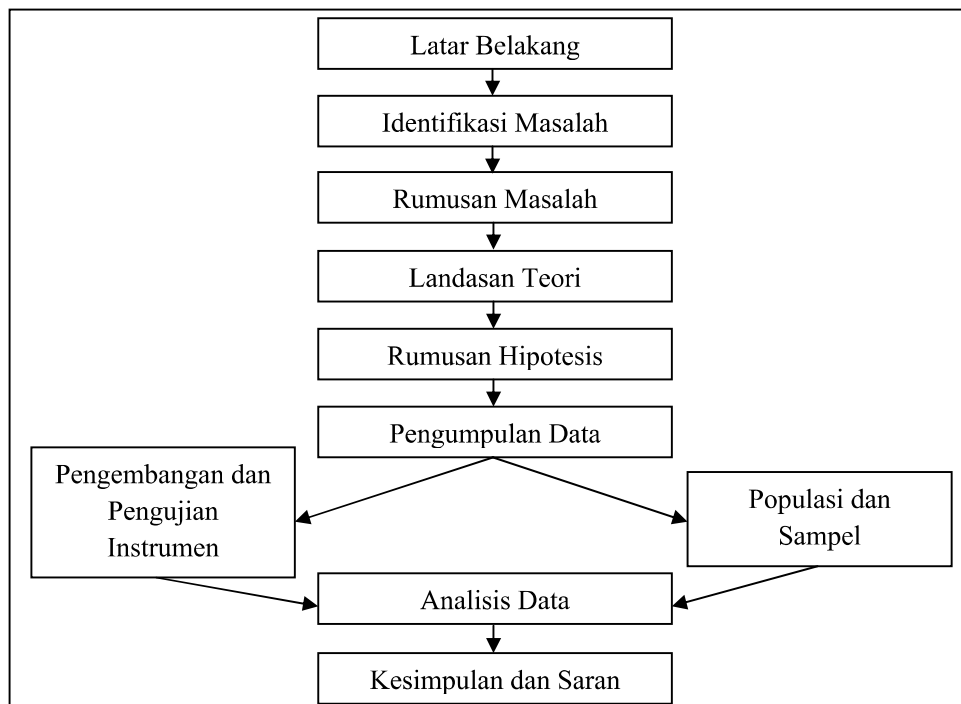 Latar Belakang
Identifikasi Masalah
Rumusan Masalah
Landasan Teori
Rumusan Hipotesis
Pengumpulan Data
Pengembangan dan
Pengujian
Instrumen
Populasi dan
Sampel
Analisis Data
Kesimpulan dan Saran